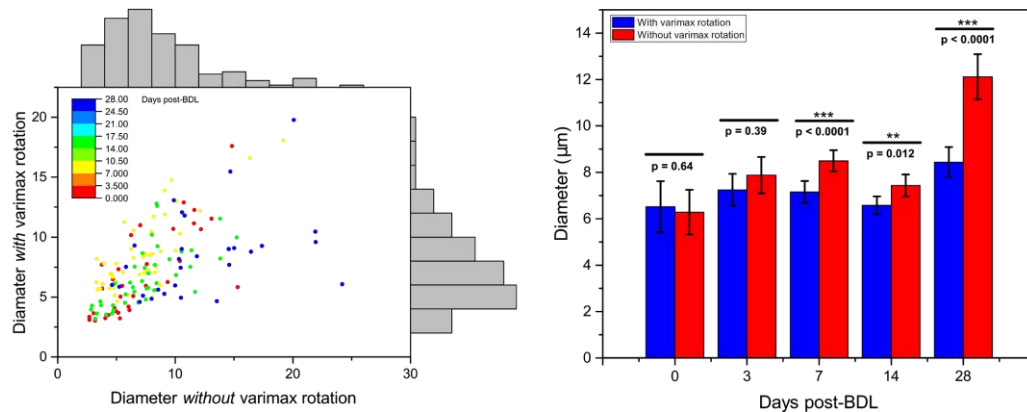 20
15
10
5
0
Diamater with varimax rotation
28.00
24.50
21.00
17.50
14.00
10.50
7.000
3.500
0.000
Days post-BDL
0
10
20
30
Diameter without varimax rotation
14
12
10
8
6
4
2
0
Diameter (µm)
With varimax rotation
Without varimax rotation
p = 0.64
p = 0.39
***
p < 0.0001
**
p = 0.012
***
p < 0.0001
0
3
7
14
28
Days post-BDL